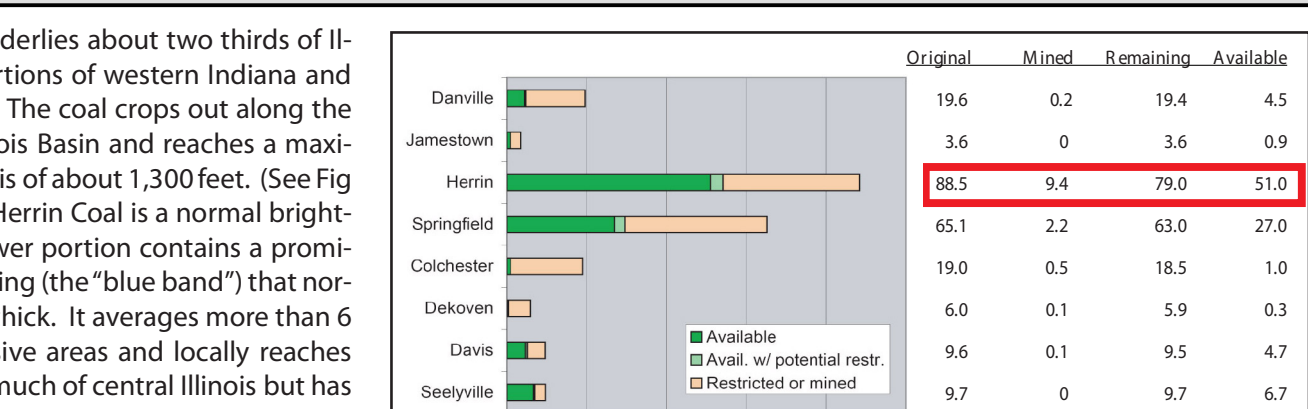 derlies about two thirds of Il-
rtions of western Indiana and
The coal crops out along the
ois Basin and reaches a maxi-
is of about 1,300 feet. (See Fig
Herrin Coal is a normal bright-
wer portion contains a promi-
ing (the “blue band”) that nor-
hick. It averages more than 6
sive areas and locally reaches
much of central Illinois but has
Original Mined Remaining Available
Danville 19.6 0.2 19.4 4.5
Jamestown 3.6 0 3.6 0.9
Herrin 88.5 9.4 79.0 51.0
Springfield 65.1 2.2 63.0 27.0
Colchester 19.0 0.5 18.5 1.0
Dekoven 6.0 0.1 5.9 0.3
Davis 9.6 0.1 9.5 4.7
Seelyville 9.7 0 9.7 6.7
Available
Avail. w/ potential restr.
Restricted or mined